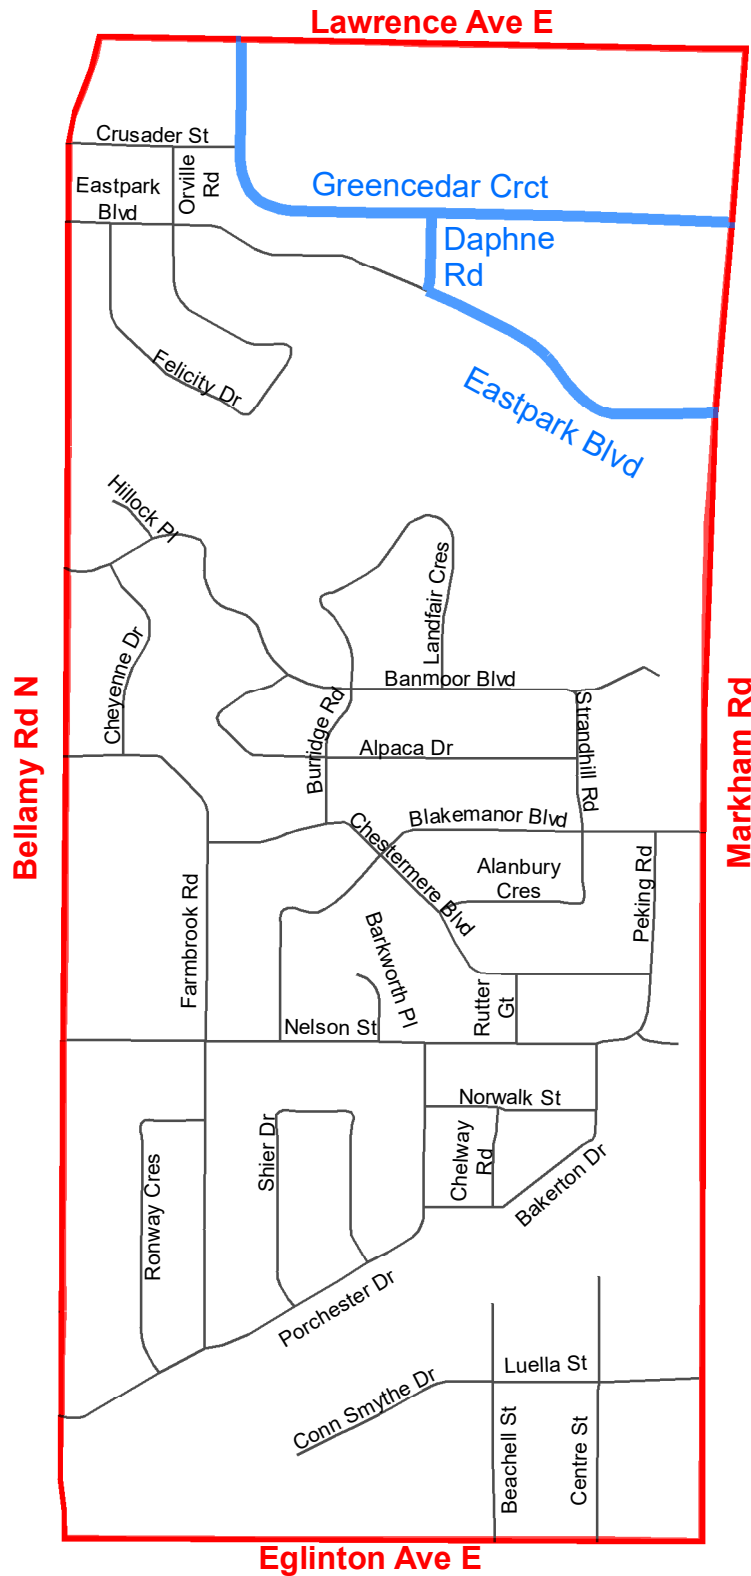 Lawrence Ave E
Crusader St
Eastpark
Blvd
Orville
Rd
Greencedar Crct
Daphne
Rd
Felicity Dr
Eastpark Blvd
Hillock Pl
Landfair Cres
Cheyenne Dr
Banmoor Blvd
Burridge Rd
Strandhill Rd
Bellamy Rd N
Markham Rd
Alpaca Dr
Chestermere Blvd
Blakemanor Blvd
Alanbury
Cres
Peking Rd
Farmbrook Rd
Barkworth Pl
Rutter
Gt
Nelson St
Norwalk St
Shier Dr
Chelway
Rd
Ronway Cres
Bakerton Dr
Porchester Dr
Luella St
Conn Smythe Dr
Beachell St
Centre St
Eglinton Ave E